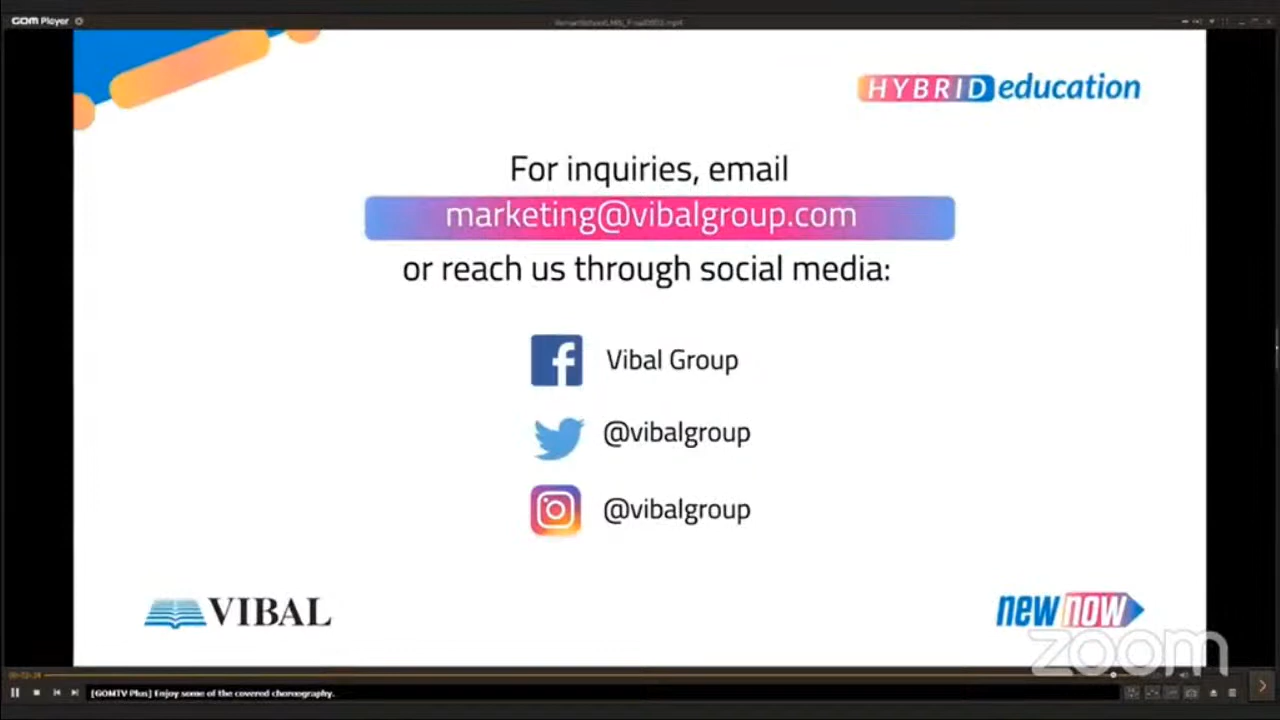 GOM Player
HYBRID education
For inquiries, email
marketing@vibalgroup.com
or reach us through social media:
Vibal Group
@vibalgroup
@vibalgroup
VIBAL
new now
zoom
[GOMTV Plus] Enjoy some of the covered choreography.